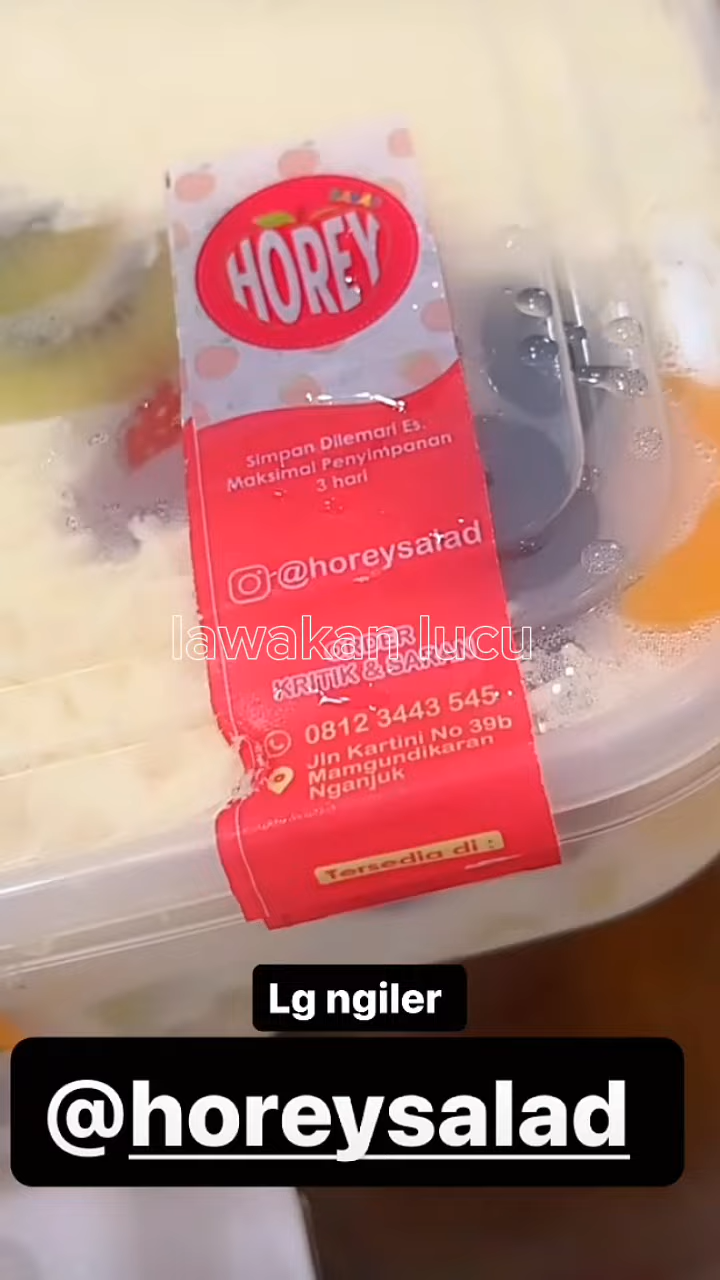 HOREY
Simpan Dilemari Es.
Maksimal Penyimpanan
3 hari
@horeysalad
lawakan lucu
ORDER
KRITIK & SARAN
0812 3443 545
Jln Kartini No 39b
Mamgundikaran
Nganjuk
Tersedia di :
Lg ngiler
@horeysalad